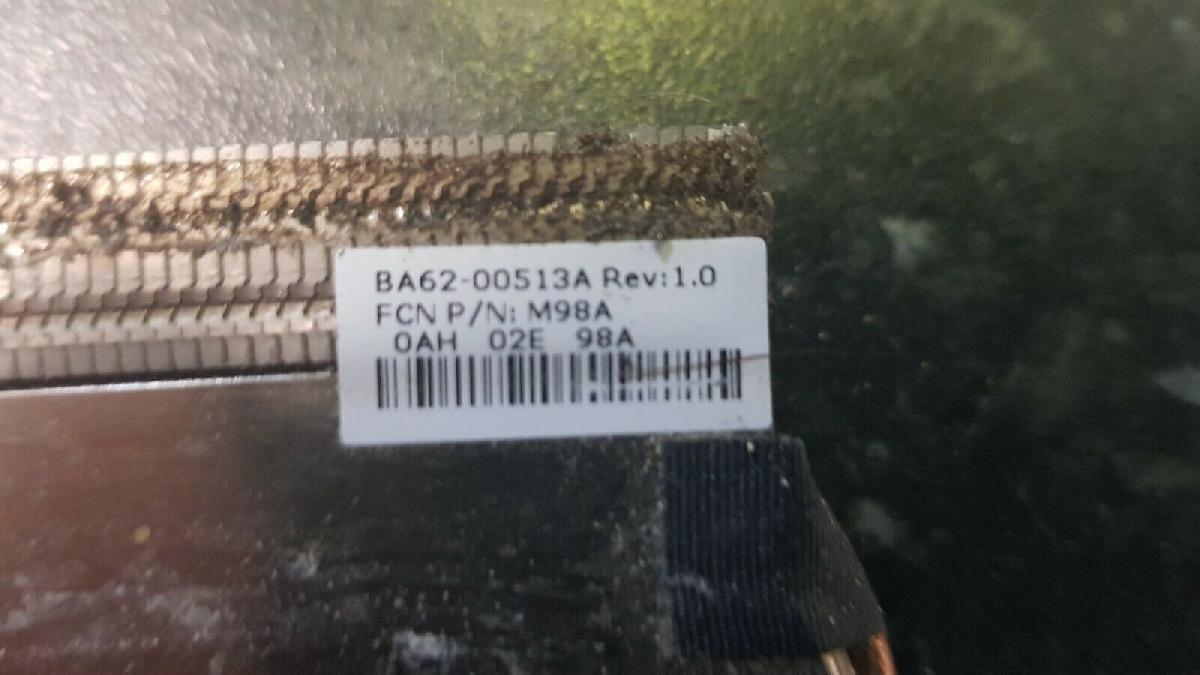 BA62-00513A Rev:1.0
FCN P/N: M98A
0AH 02E 98A